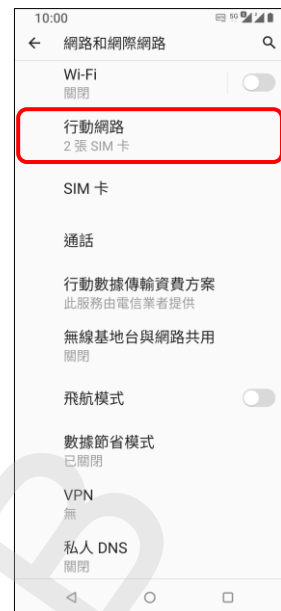 10:00
5G
網路和網際網路
Wi-Fi
關閉
行動網路
2 張 SIM 卡
SIM 卡
通話
行動數據傳輸資費方案
此服務由電信業者提供
無線基地台與網路共用
關閉
飛航模式
數據節省模式
已關閉
VPN
無
私人 DNS
關閉